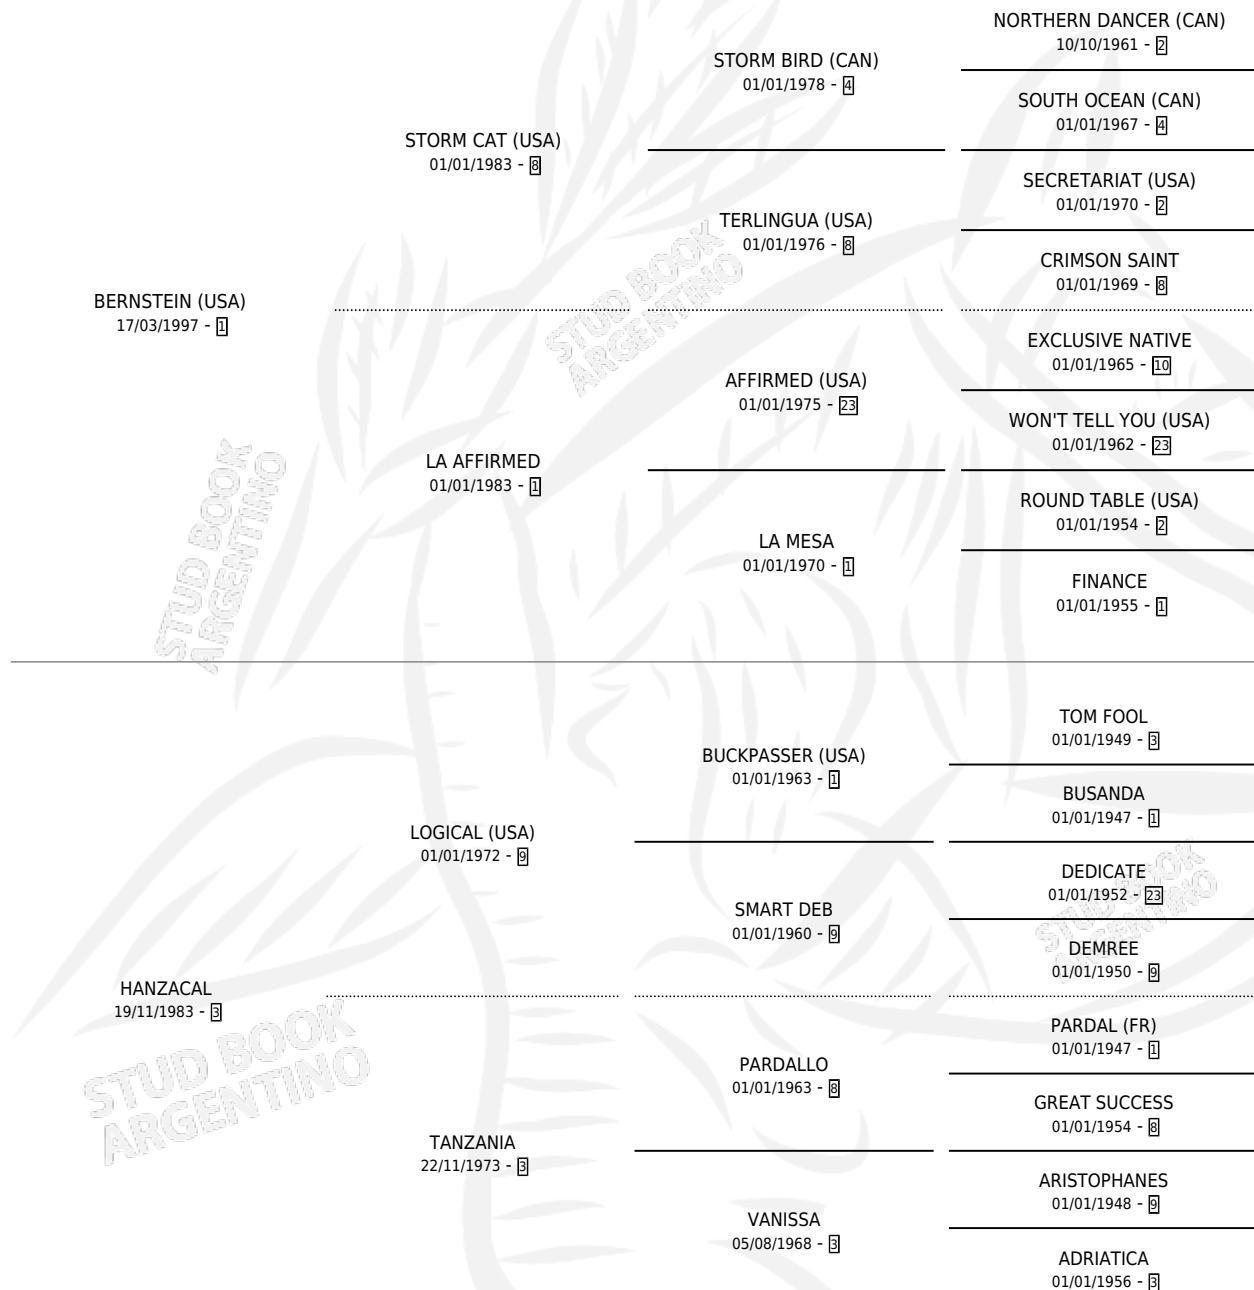 NORTHERN DANCER (CAN)
10/10/1961 - 2
STORM BIRD (CAN)
01/01/1978 - 4
SOUTH OCEAN (CAN)
01/01/1967 - 4
STORM CAT (USA)
01/01/1983 - 8
SECRETARIAT (USA)
01/01/1970 - 2
TERLINGUA (USA)
01/01/1976 - 8
CRIMSON SAINT
01/01/1969 - 8
BERNSTEIN (USA)
17/03/1997 - 1
EXCLUSIVE NATIVE
01/01/1965 - 10
AFFIRMED (USA)
01/01/1975 - 23
WON'T TELL YOU (USA)
01/01/1962 - 23
LA AFFIRMED
01/01/1983 - 1
ROUND TABLE (USA)
01/01/1954 - 2
LA MESA
01/01/1970 - 1
FINANCE
01/01/1955 - 1
STUD BOOK
ARGENTINO
STUD BOOK
ARGENTINO
TOM FOOL
01/01/1949 - 3
BUCKPASSER (USA)
01/01/1963 - 1
BUSANDA
01/01/1947 - 1
LOGICAL (USA)
01/01/1972 - 9
DEDICATE
01/01/1952 - 23
SMART DEB
01/01/1960 - 9
DEMREE
01/01/1950 - 9
HANZACAL
19/11/1983 - 3
PARDAL (FR)
01/01/1947 - 1
PARDALLO
01/01/1963 - 8
GREAT SUCCESS
01/01/1954 - 8
TANZANIA
22/11/1973 - 3
ARISTOPHANES
01/01/1948 - 9
VANISSA
05/08/1968 - 3
ADRIATICA
01/01/1956 - 3
STUD BOOK
ARGENTINO
STUD BOOK
ARGENTINO